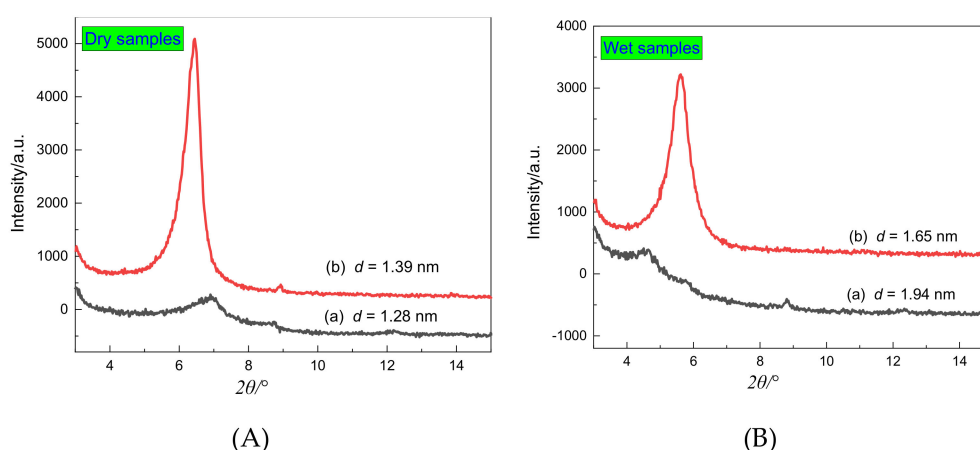 Dry samples
5000
4000
3000
2000
1000
0
Intensity/a.u.
(b) d = 1.39 nm
(a) d = 1.28 nm
4 6 8 10 12 14
2θ/°
(A)
Wet samples
4000
3000
2000
1000
0
-1000
Intensity/a.u.
(b) d = 1.65 nm
(a) d = 1.94 nm
4 6 8 10 12 14
2θ/°
(B)